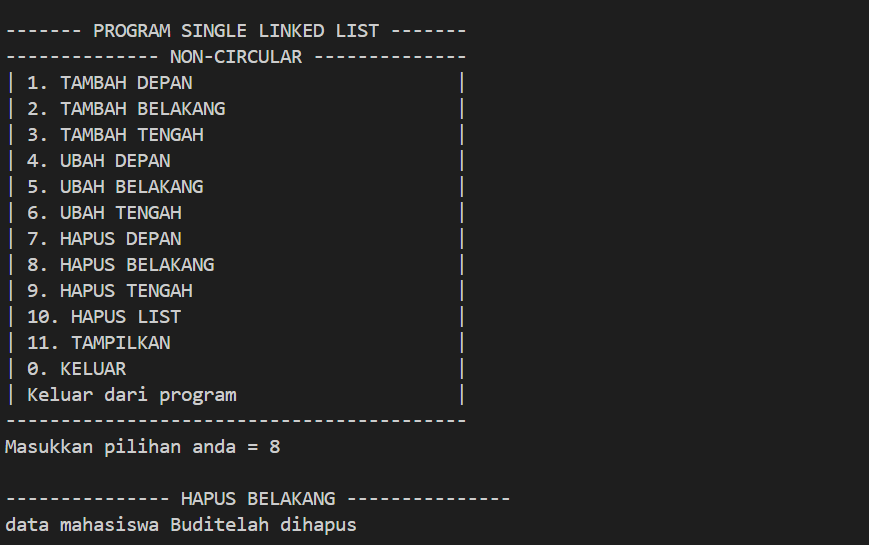 ------- PROGRAM SINGLE LINKED LIST -------
-------------- NON-CIRCULAR --------------
| 1. TAMBAH DEPAN                        |
| 2. TAMBAH BELAKANG                     |
| 3. TAMBAH TENGAH                       |
| 4. UBAH DEPAN                          |
| 5. UBAH BELAKANG                       |
| 6. UBAH TENGAH                         |
| 7. HAPUS DEPAN                         |
| 8. HAPUS BELAKANG                      |
| 9. HAPUS TENGAH                        |
| 10. HAPUS LIST                         |
| 11. TAMPILKAN                          |
| 0. KELUAR                              |
| Keluar dari program                    |
------------------------------------------
Masukkan pilihan anda = 8
--------------- HAPUS BELAKANG ---------------
data mahasiswa Buditelah dihapus